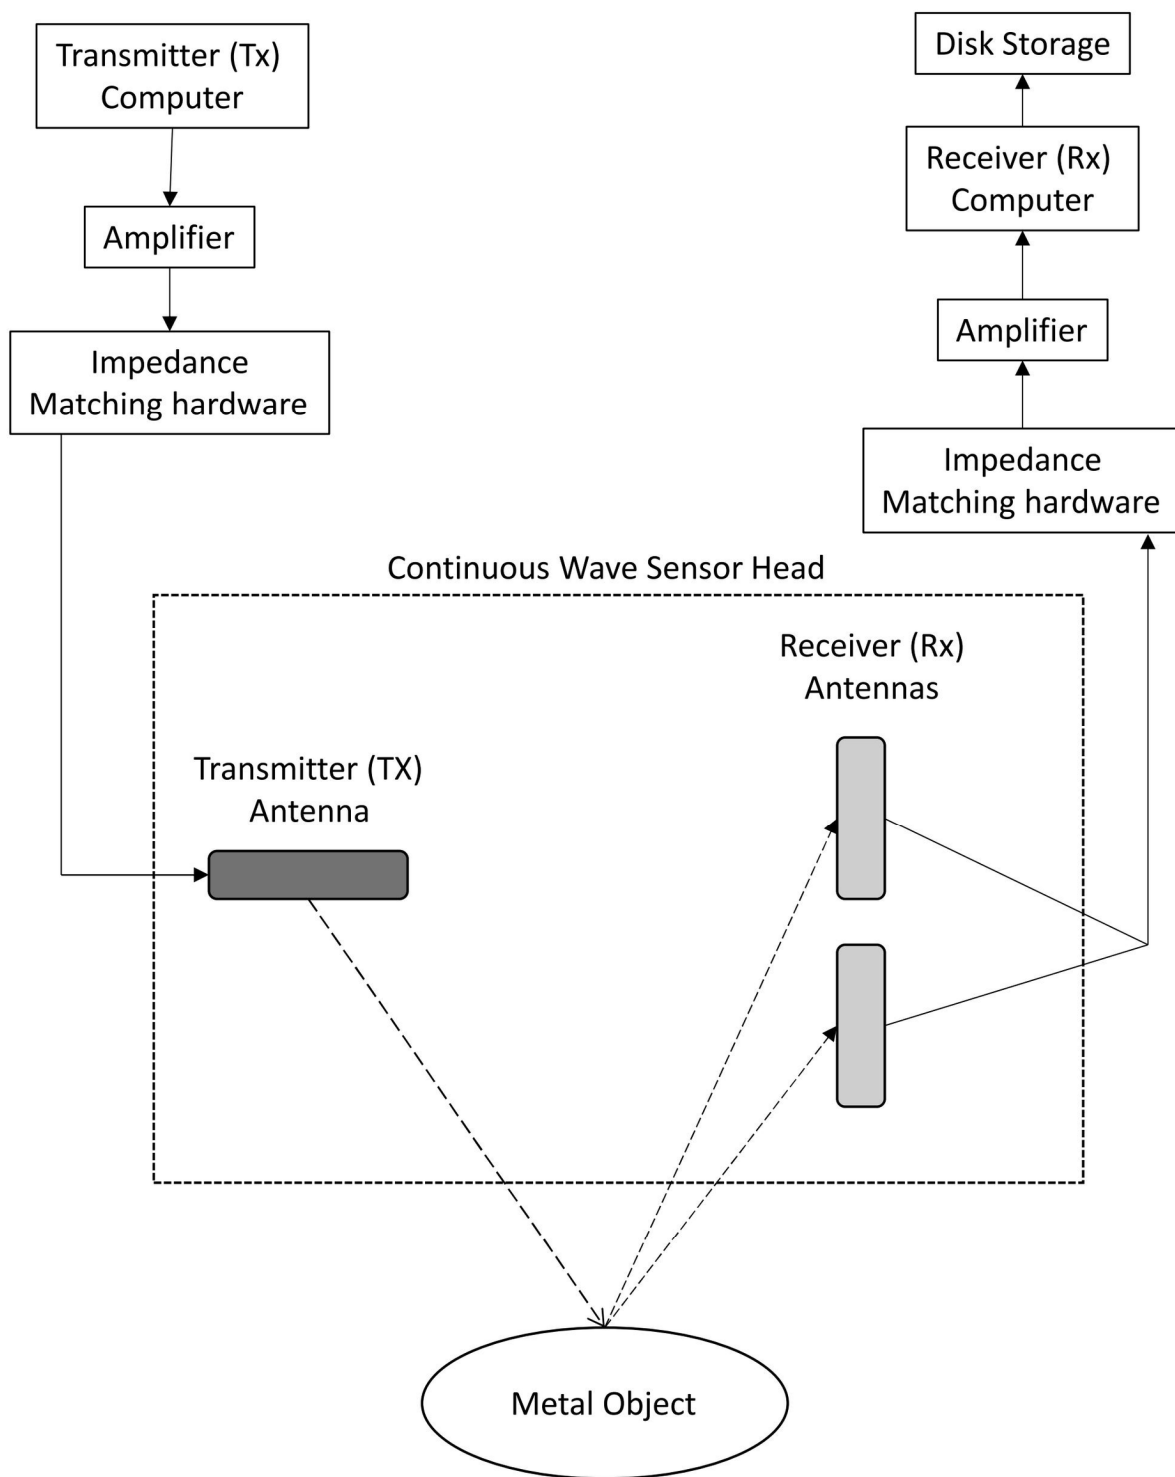 Transmitter (Tx)
Computer
Amplifier
Impedance
Matching hardware
Disk Storage
Receiver (Rx)
Computer
Amplifier
Impedance
Matching hardware
Continuous Wave Sensor Head
Transmitter (TX)
Antenna
Receiver (Rx)
Antennas
Metal Object